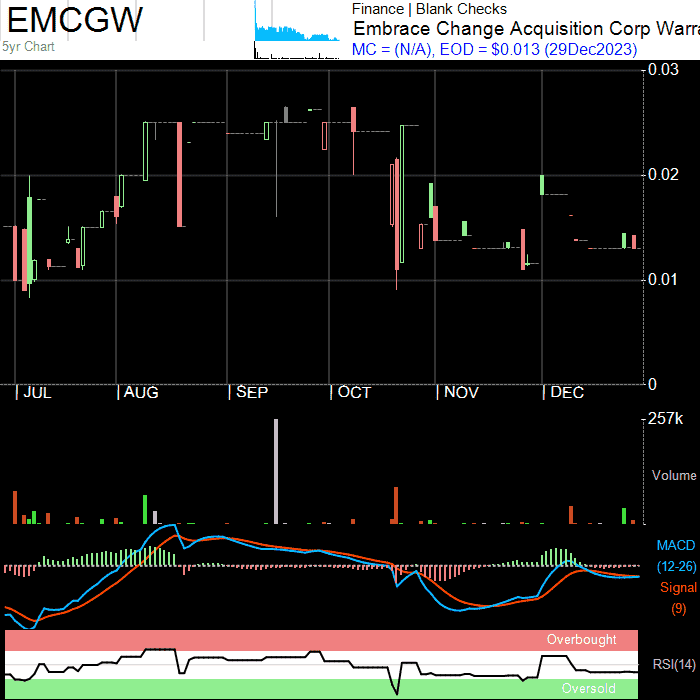 EMCGW
5yr Chart
Finance | Blank Checks
Embrace Change Acquisition Corp Warra
MC = (N/A), EOD = $0.013 (29Dec2023)
0.03
0.02
0.01
0
JUL AUG SEP OCT NOV DEC
257k
Volume
MACD
(12-26)
Signal
(9)
Overbought
RSI(14)
Oversold